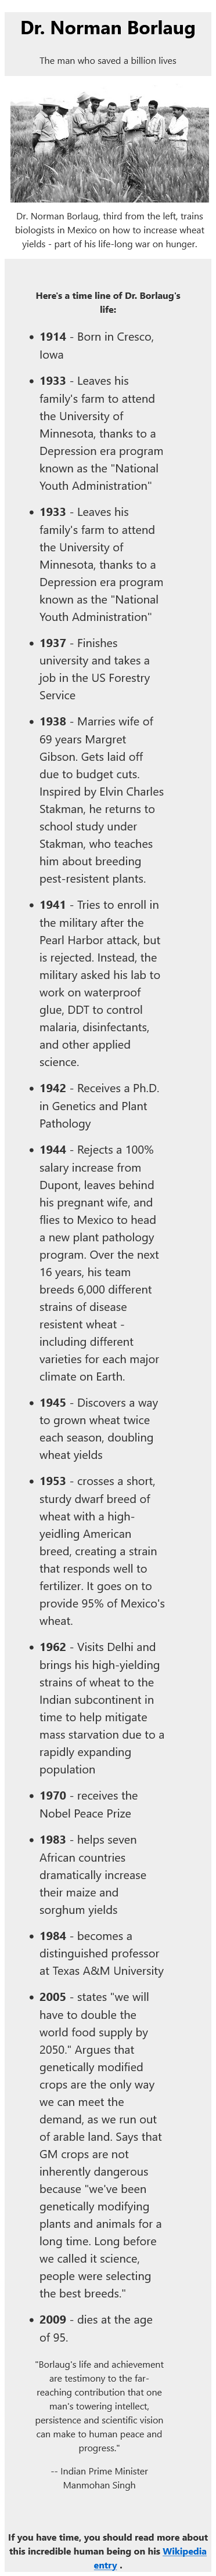 Dr. Norman Borlaug
The man who saved a billion lives
Dr. Norman Borlaug, third from the left, trains
biologists in Mexico on how to increase wheat
yields - part of his life-long war on hunger.
Here's a time line of Dr. Borlaug's
life:
• 1914 - Born in Cresco,
Iowa
• 1933 - Leaves his
family's farm to attend
the University of
Minnesota, thanks to a
Depression era program
known as the "National
Youth Administration"
• 1933 - Leaves his
family's farm to attend
the University of
Minnesota, thanks to a
Depression era program
known as the "National
Youth Administration"
• 1937 - Finishes
university and takes a
job in the US Forestry
Service
• 1938 - Marries wife of
69 years Margret
Gibson. Gets laid off
due to budget cuts.
Inspired by Elvin Charles
Stakman, he returns to
school study under
Stakman, who teaches
him about breeding
pest-resistent plants.
• 1941 - Tries to enroll in
the military after the
Pearl Harbor attack, but
is rejected. Instead, the
military asked his lab to
work on waterproof
glue, DDT to control
malaria, disinfectants,
and other applied
science.
• 1942 - Receives a Ph.D.
in Genetics and Plant
Pathology
• 1944 - Rejects a 100%
salary increase from
Dupont, leaves behind
his pregnant wife, and
flies to Mexico to head
a new plant pathology
program. Over the next
16 years, his team
breeds 6,000 different
strains of disease
resistent wheat -
including different
varieties for each major
climate on Earth.
• 1945 - Discovers a way
to grown wheat twice
each season, doubling
wheat yields
• 1953 - crosses a short,
sturdy dwarf breed of
wheat with a high-
yeidling American
breed, creating a strain
that responds well to
fertilizer. It goes on to
provide 95% of Mexico's
wheat.
• 1962 - Visits Delhi and
brings his high-yielding
strains of wheat to the
Indian subcontinent in
time to help mitigate
mass starvation due to a
rapidly expanding
population
• 1970 - receives the
Nobel Peace Prize
• 1983 - helps seven
African countries
dramatically increase
their maize and
sorghum yields
• 1984 - becomes a
distinguished professor
at Texas A&M University
• 2005 - states "we will
have to double the
world food supply by
2050." Argues that
genetically modified
crops are the only way
we can meet the
demand, as we run out
of arable land. Says that
GM crops are not
inherently dangerous
because "we've been
genetically modifying
plants and animals for a
long time. Long before
we called it science,
people were selecting
the best breeds."
• 2009 - dies at the age
of 95.
"Borlaug's life and achievement
are testimony to the far-
reaching contribution that one
man's towering intellect,
persistence and scientific vision
can make to human peace and
progress."
-- Indian Prime Minister
Manmohan Singh
If you have time, you should read more about
this incredible human being on his Wikipedia
entry .